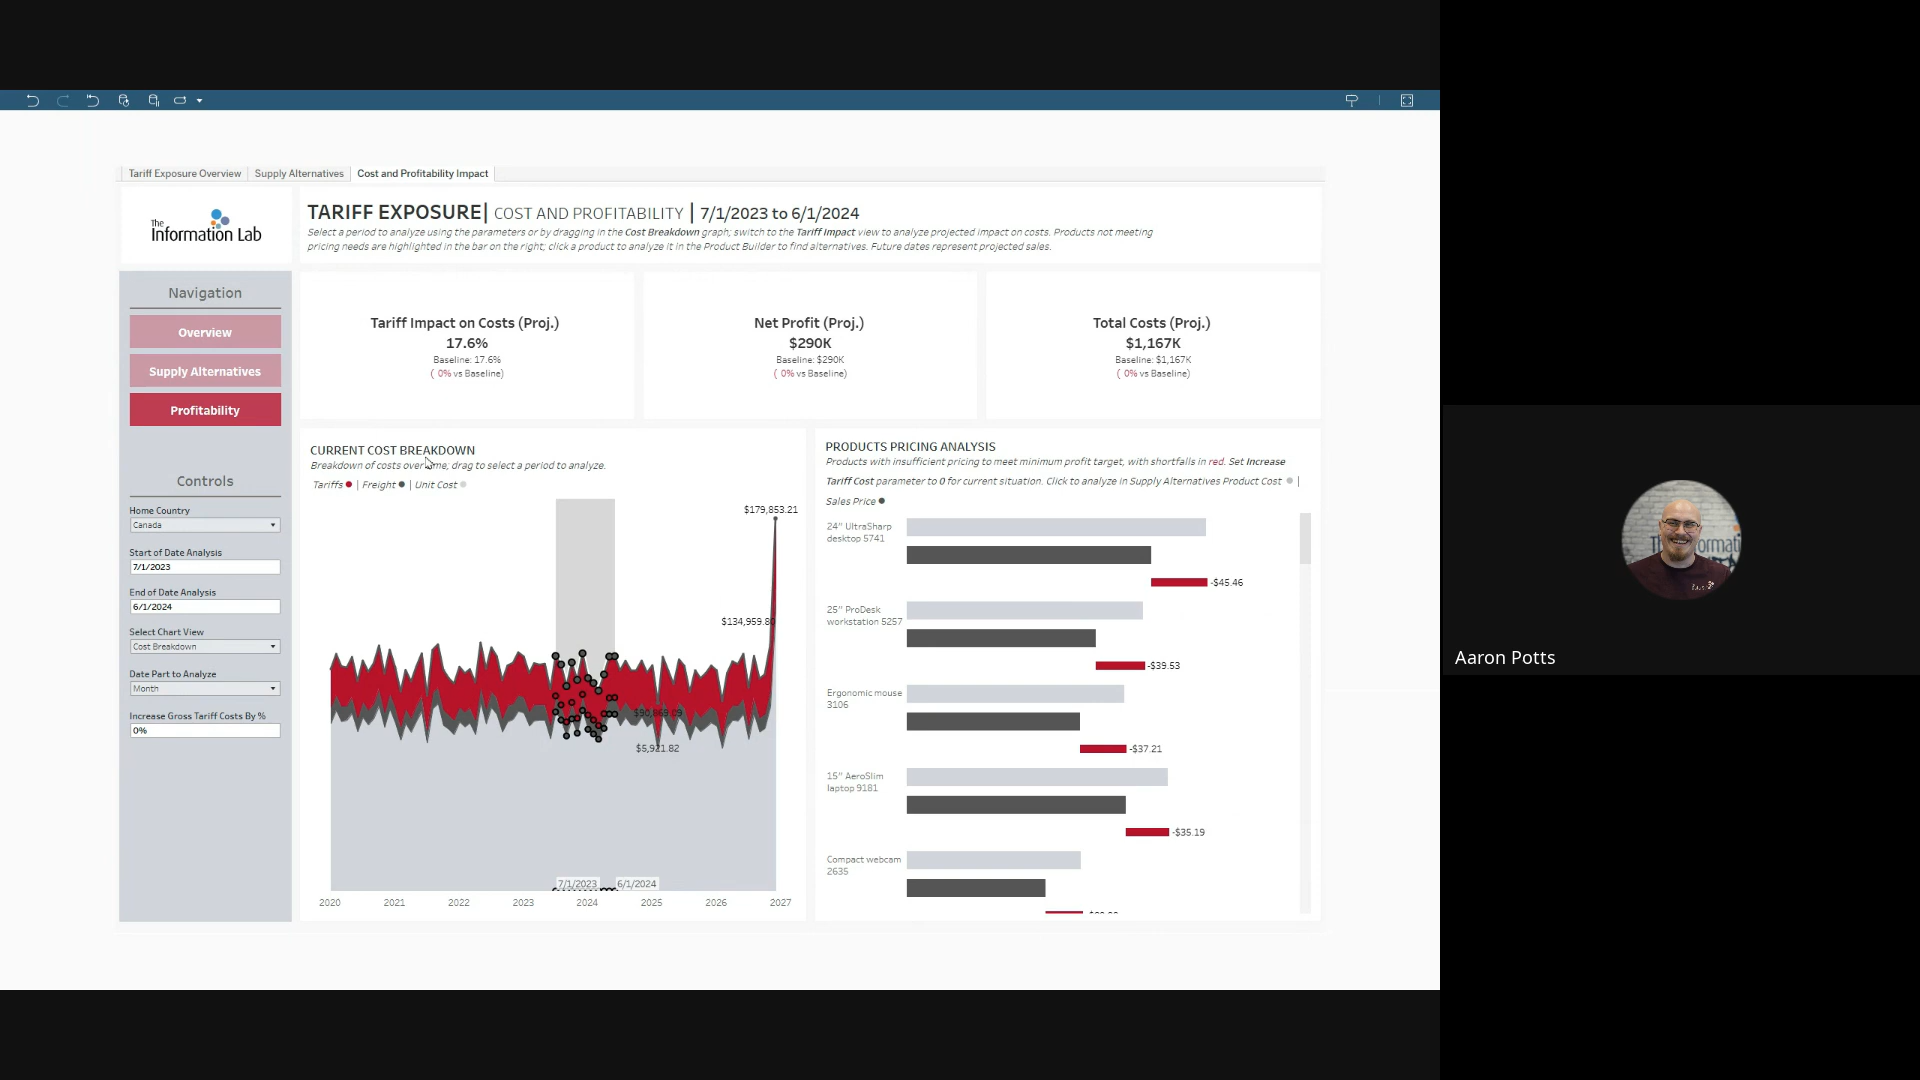 Tariff Exposure Overview
Supply Alternatives
Cost and Profitability Impact
The
Information Lab
TARIFF EXPOSURE| COST AND PROFITABILITY | 7/1/2023 to 6/1/2024
Select a period to analyze using the parameters or by dragging in the Cost Breakdown graph; switch to the Tariff Impact view to analyze projected impact on costs. Products not meeting
pricing needs are highlighted in the bar on the right; click a product to analyze it in the Product Builder to find alternatives. Future dates represent projected sales.
Navigation
Overview
Supply Alternatives
Profitability
Controls
Home Country
Canada
Start of Date Analysis
7/1/2023
End of Date Analysis
6/1/2024
Select Chart View
Cost Breakdown
Date Part to Analyze
Month
Increase Gross Tariff Costs By %
0%
Tariff Impact on Costs (Proj.)
17.6%
Baseline: 17.6%
( 0% vs Baseline)
Net Profit (Proj.)
$290K
Baseline: $290K
( 0% vs Baseline)
Total Costs (Proj.)
$1,167K
Baseline: $1,167K
( 0% vs Baseline)
CURRENT COST BREAKDOWN
Breakdown of costs over time; drag to select a period to analyze.
Tariffs | Freight | Unit Cost
$179,853.21
$134,959.80
$90,869.09
$5,921.82
7/1/2023
6/1/2024
2020
2021
2022
2023
2024
2025
2026
2027
PRODUCTS PRICING ANALYSIS
Products with insufficient pricing to meet minimum profit target, with shortfalls in red. Set Increase
Tariff Cost parameter to 0 for current situation. Click to analyze in Supply Alternatives Product Cost |
Sales Price
24" UltraSharp
desktop 5741
-$45.46
25" ProDesk
workstation 5257
-$39.53
Ergonomic mouse
3106
-$37.21
15" AeroSlim
laptop 9181
-$35.19
Compact webcam
2635
Aaron Potts